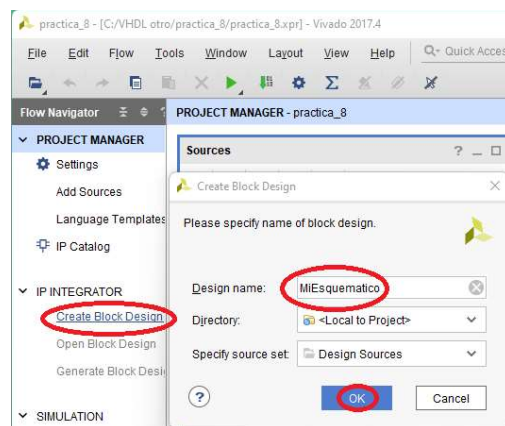 practica_8 - [C:/VHDL otro/practica_8/practica_8.xpr] - Vivado 2017.4
File Edit Flow Tools Window Layout View Help Quick Acces
Flow Navigator PROJECT MANAGER - practica_8
PROJECT MANAGER
Sources ? _
Settings
Add Sources
Create Block Design
Language Templates
Please specify name of block design.
IP Catalog
IP INTEGRATOR
Design name: MiEsquematico
Create Block Design
Directory: <Local to Project>
Open Block Design
Specify source set: Design Sources
Generate Block Desi
? OK Cancel
SIMULATION